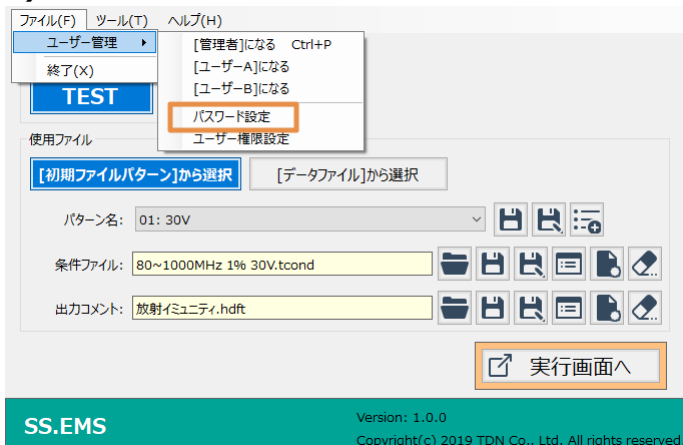 ファイル(F) ツール(T) ヘルプ(H)
ユーザー管理
終了(X)
[管理者]になる Ctrl+P
[ユーザーA]になる
[ユーザーB]になる
パスワード設定
ユーザー権限設定
TEST
使用ファイル
[初期ファイルパターン]から選択 [データファイル]から選択
パターン名: 01: 30V
条件ファイル: 80~1000MHz 1% 30V.tcond
出力コメント: 放射イミュニティ.hdft
実行画面へ
SS.EMS
Version: 1.0.0
Copyright(c) 2019 TDN Co., Ltd. All rights reserved